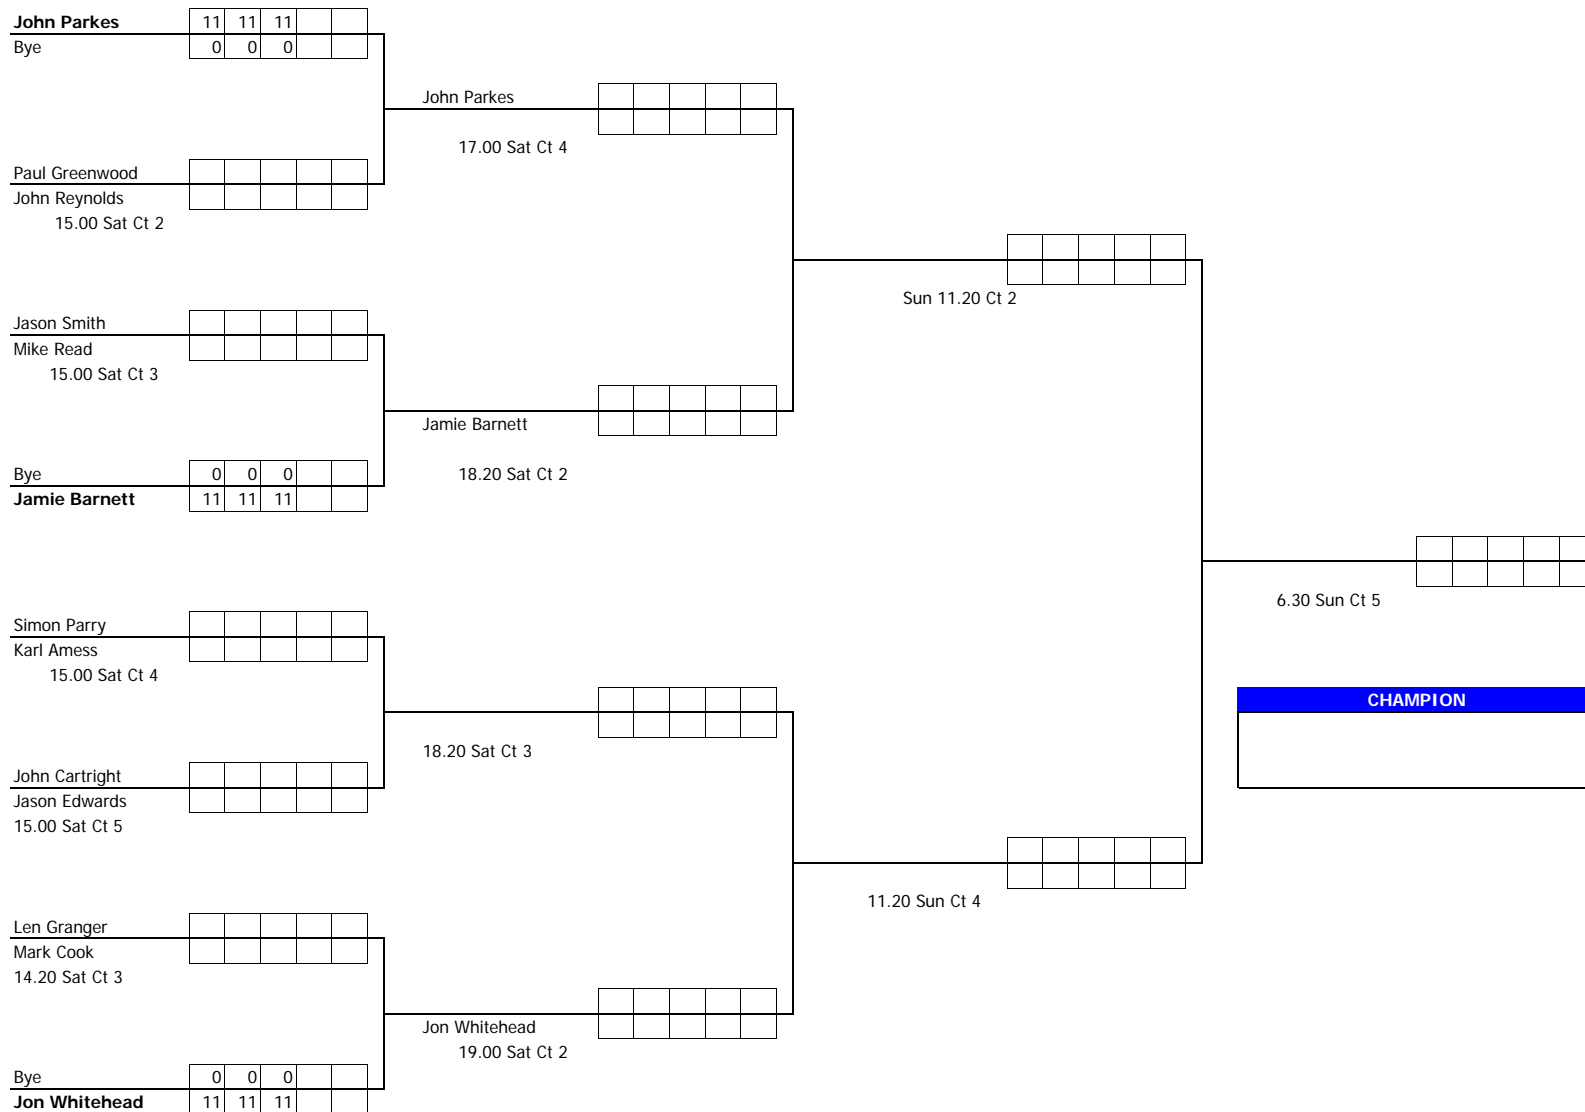 John Parkes 11 11 11
Bye 0 0 0
John Parkes
17.00 Sat Ct 4
Paul Greenwood
John Reynolds
15.00 Sat Ct 2
Sun 11.20 Ct 2
Jason Smith
Mike Read
15.00 Sat Ct 3
Jamie Barnett
18.20 Sat Ct 2
Bye 0 0 0
Jamie Barnett 11 11 11
6.30 Sun Ct 5
Simon Parry
Karl Amess
15.00 Sat Ct 4
CHAMPION
18.20 Sat Ct 3
John Cartright
Jason Edwards
15.00 Sat Ct 5
11.20 Sun Ct 4
Len Granger
Mark Cook
14.20 Sat Ct 3
Jon Whitehead
19.00 Sat Ct 2
Bye 0 0 0
Jon Whitehead 11 11 11